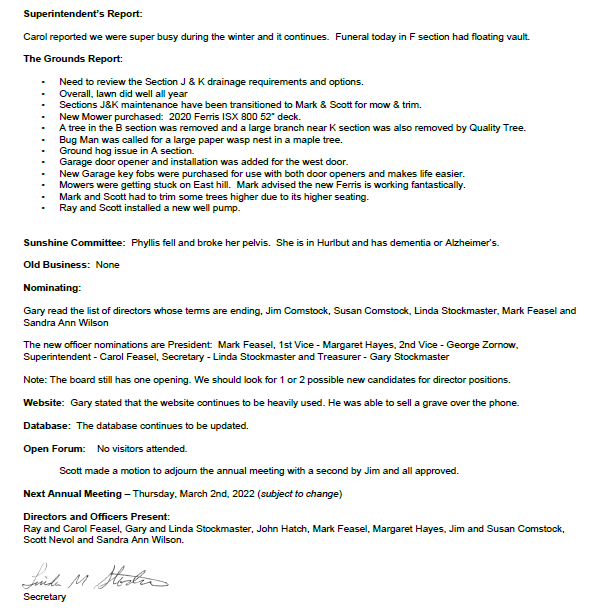 Superintendent's Report:
Carol reported we were super busy during the winter and it continues. Funeral today in F section had floating vault.
The Grounds Report:
• Need to review the Section J & K drainage requirements and options.
• Overall, lawn did well all year
• Sections J&K maintenance have been transitioned to Mark & Scott for mow & trim.
• New Mower purchased: 2020 Ferris ISX 800 52" deck.
• A tree in the B section was removed and a large branch near K section was also removed by Quality Tree.
• Bug Man was called for a large paper wasp nest in a maple tree.
• Ground hog issue in A section.
• Garage door opener and installation was added for the west door.
• New Garage key fobs were purchased for use with both door openers and makes life easier.
• Mowers were getting stuck on East hill. Mark advised the new Ferris is working fantastically.
• Mark and Scott had to trim some trees higher due to its higher seating.
• Ray and Scott installed a new well pump.
Sunshine Committee: Phyllis fell and broke her pelvis. She is in Hurlbut and has dementia or Alzheimer's.
Old Business: None
Nominating:
Gary read the list of directors whose terms are ending, Jim Comstock, Susan Comstock, Linda Stockmaster, Mark Feasel and
Sandra Ann Wilson
The new officer nominations are President: Mark Feasel, 1st Vice - Margaret Hayes, 2nd Vice - George Zornow,
Superintendent - Carol Feasel, Secretary - Linda Stockmaster and Treasurer - Gary Stockmaster
Note: The board still has one opening. We should look for 1 or 2 possible new candidates for director positions.
Website: Gary stated that the website continues to be heavily used. He was able to sell a grave over the phone.
Database: The database continues to be updated.
Open Forum: No visitors attended.
Scott made a motion to adjourn the annual meeting with a second by Jim and all approved.
Next Annual Meeting – Thursday, March 2nd, 2022 (subject to change)
Directors and Officers Present:
Ray and Carol Feasel, Gary and Linda Stockmaster, John Hatch, Mark Feasel, Margaret Hayes, Jim and Susan Comstock,
Scott Nevol and Sandra Ann Wilson.
Linda M
Secretary